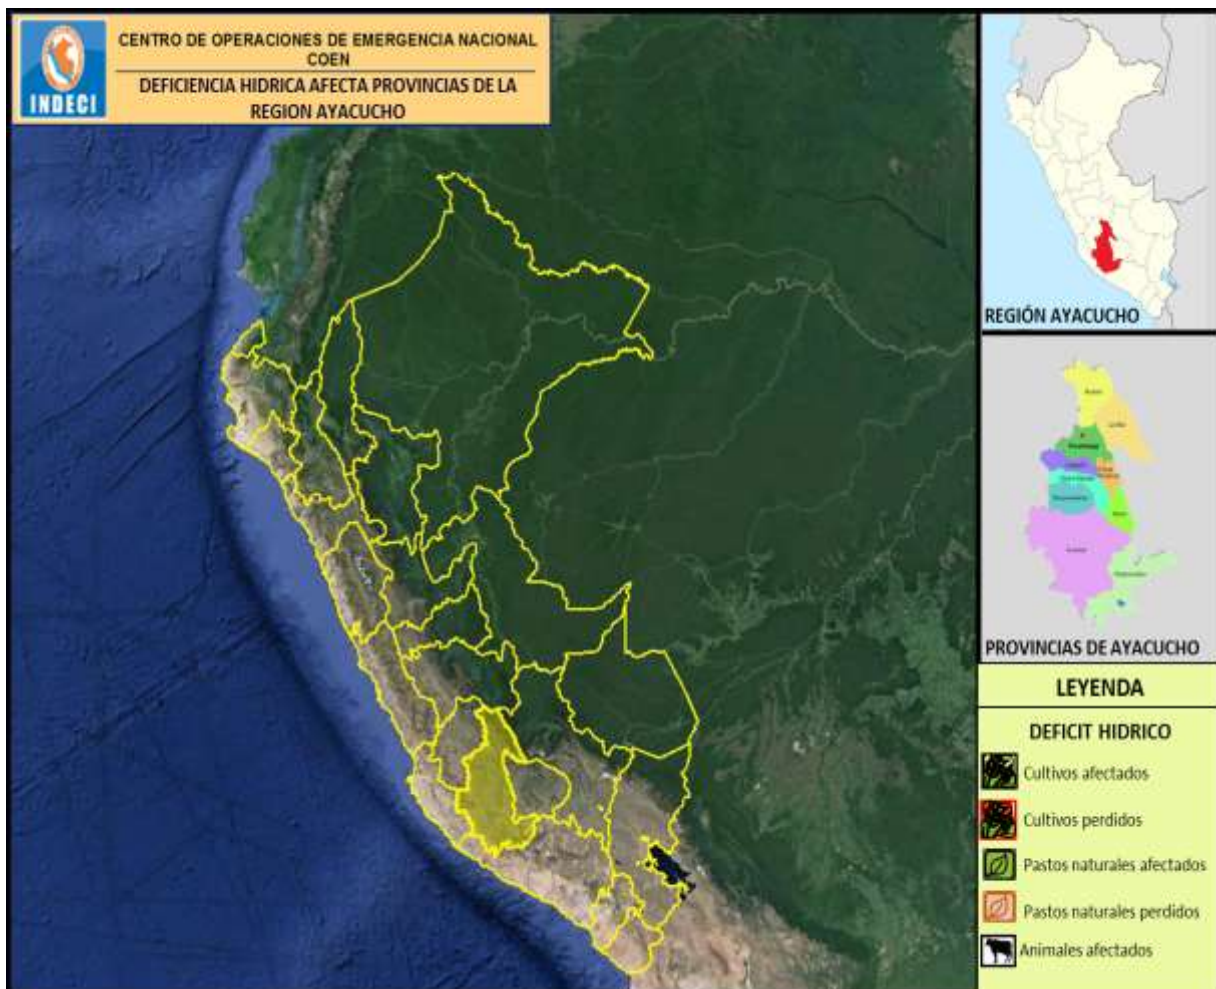 INDECI
CENTRO DE OPERACIONES DE EMERGENCIA NACIONAL
COEN
DEFICIENCIA HIDRICA AFECTA PROVINCIAS DE LA
REGION AYACUCHO
REGIÓN AYACUCHO
PROVINCIAS DE AYACUCHO
LEYENDA
DEFICIT HIDRICO
Cultivos afectados
Cultivos perdidos
Pastos naturales afectados
Pastos naturales perdidos
Animales afectados